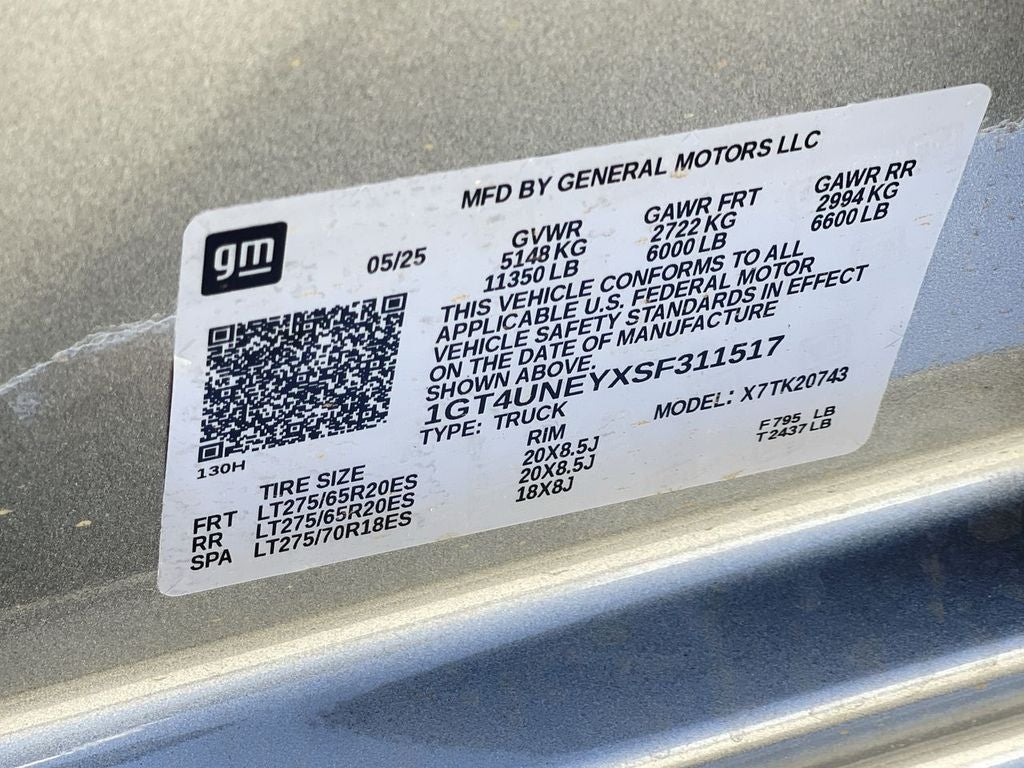 MFD BY GENERAL MOTORS LLC
gm
05/25
GVWR
5148 KG
11350 LB
GAWR FRT
2722 KG
6000 LB
GAWR RR
2994 KG
6600 LB
THIS VEHICLE CONFORMS TO ALL
APPLICABLE U.S. FEDERAL MOTOR
VEHICLE SAFETY STANDARDS IN EFFECT
ON THE DATE OF MANUFACTURE
SHOWN ABOVE.
1GT4UNEYXSF311517
TYPE: TRUCK
MODEL: X7TK20743
130H
F 795 LB
T 2437 LB
TIRE SIZE RIM
FRT LT275/65R20ES 20X8.5J
RR LT275/65R20ES 20X8.5J
SPA LT275/70R18ES 18X8J